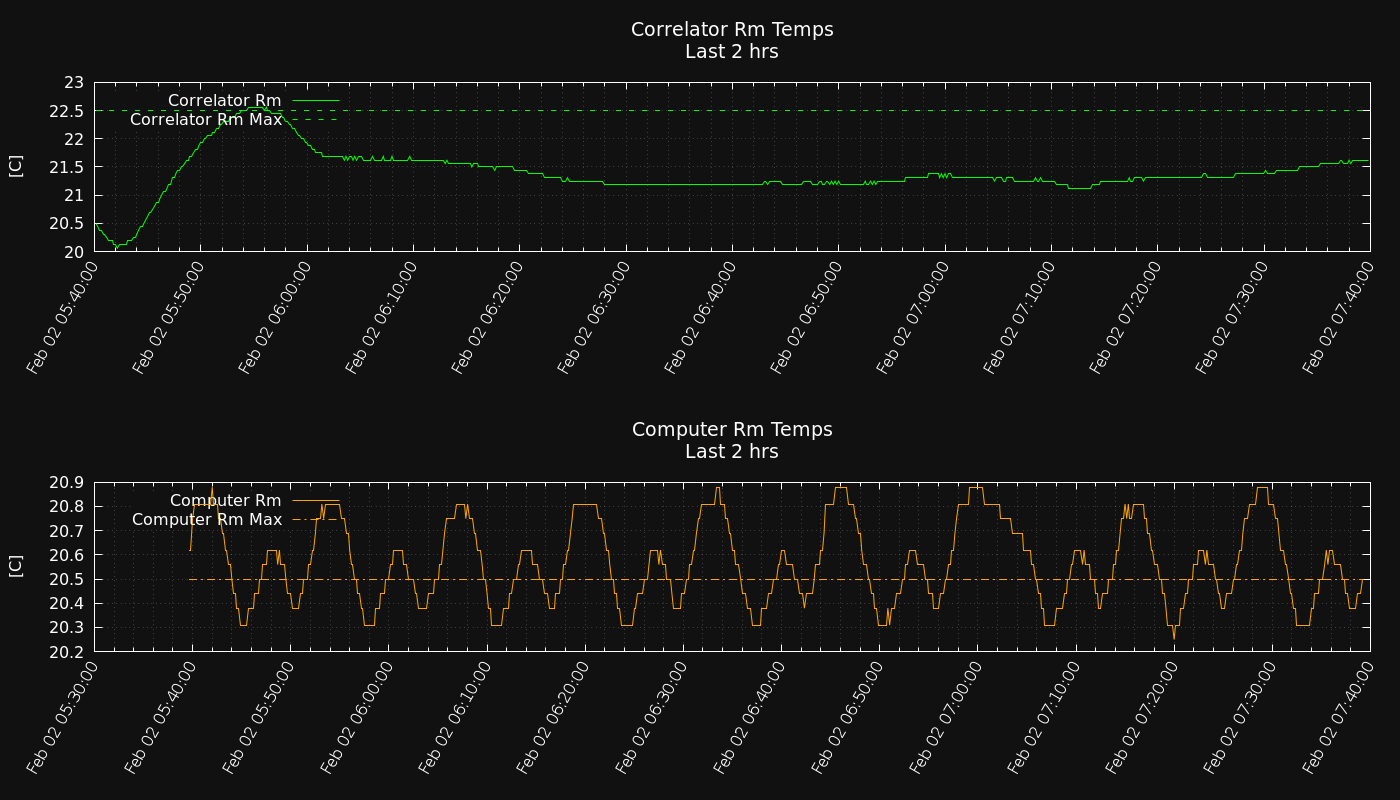 Correlator Rm Temps
Last 2 hrs
[C]
23
22.5
22
21.5
21
20.5
20
Correlator Rm
Correlator Rm Max
Feb 02 05:40:00
Feb 02 05:50:00
Feb 02 06:00:00
Feb 02 06:10:00
Feb 02 06:20:00
Feb 02 06:30:00
Feb 02 06:40:00
Feb 02 06:50:00
Feb 02 07:00:00
Feb 02 07:10:00
Feb 02 07:20:00
Feb 02 07:30:00
Feb 02 07:40:00
Computer Rm Temps
Last 2 hrs
[C]
20.9
20.8
20.7
20.6
20.5
20.4
20.3
20.2
Computer Rm
Computer Rm Max
Feb 02 05:30:00
Feb 02 05:40:00
Feb 02 05:50:00
Feb 02 06:00:00
Feb 02 06:10:00
Feb 02 06:20:00
Feb 02 06:30:00
Feb 02 06:40:00
Feb 02 06:50:00
Feb 02 07:00:00
Feb 02 07:10:00
Feb 02 07:20:00
Feb 02 07:30:00
Feb 02 07:40:00